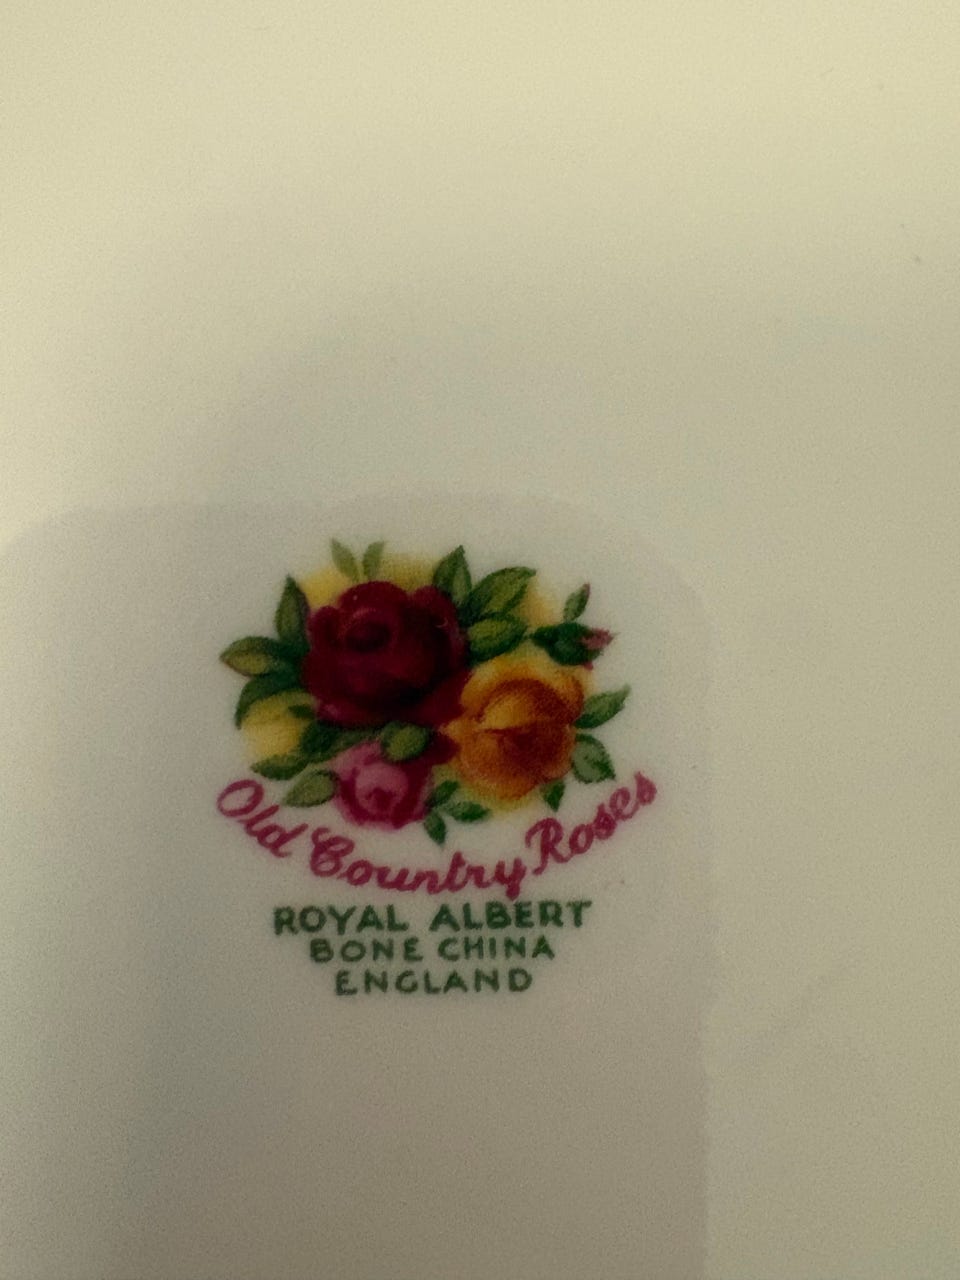 Old Country Roses
ROYAL ALBERT
BONE CHINA
ENGLAND